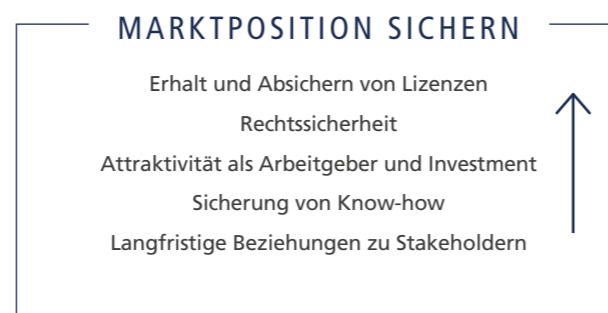 MARKTPOSITION SICHERN
Erhalt und Absichern von Lizenzen
Rechtssicherheit
Attraktivität als Arbeitgeber und Investment
Sicherung von Know-how
Langfristige Beziehungen zu Stakeholdern